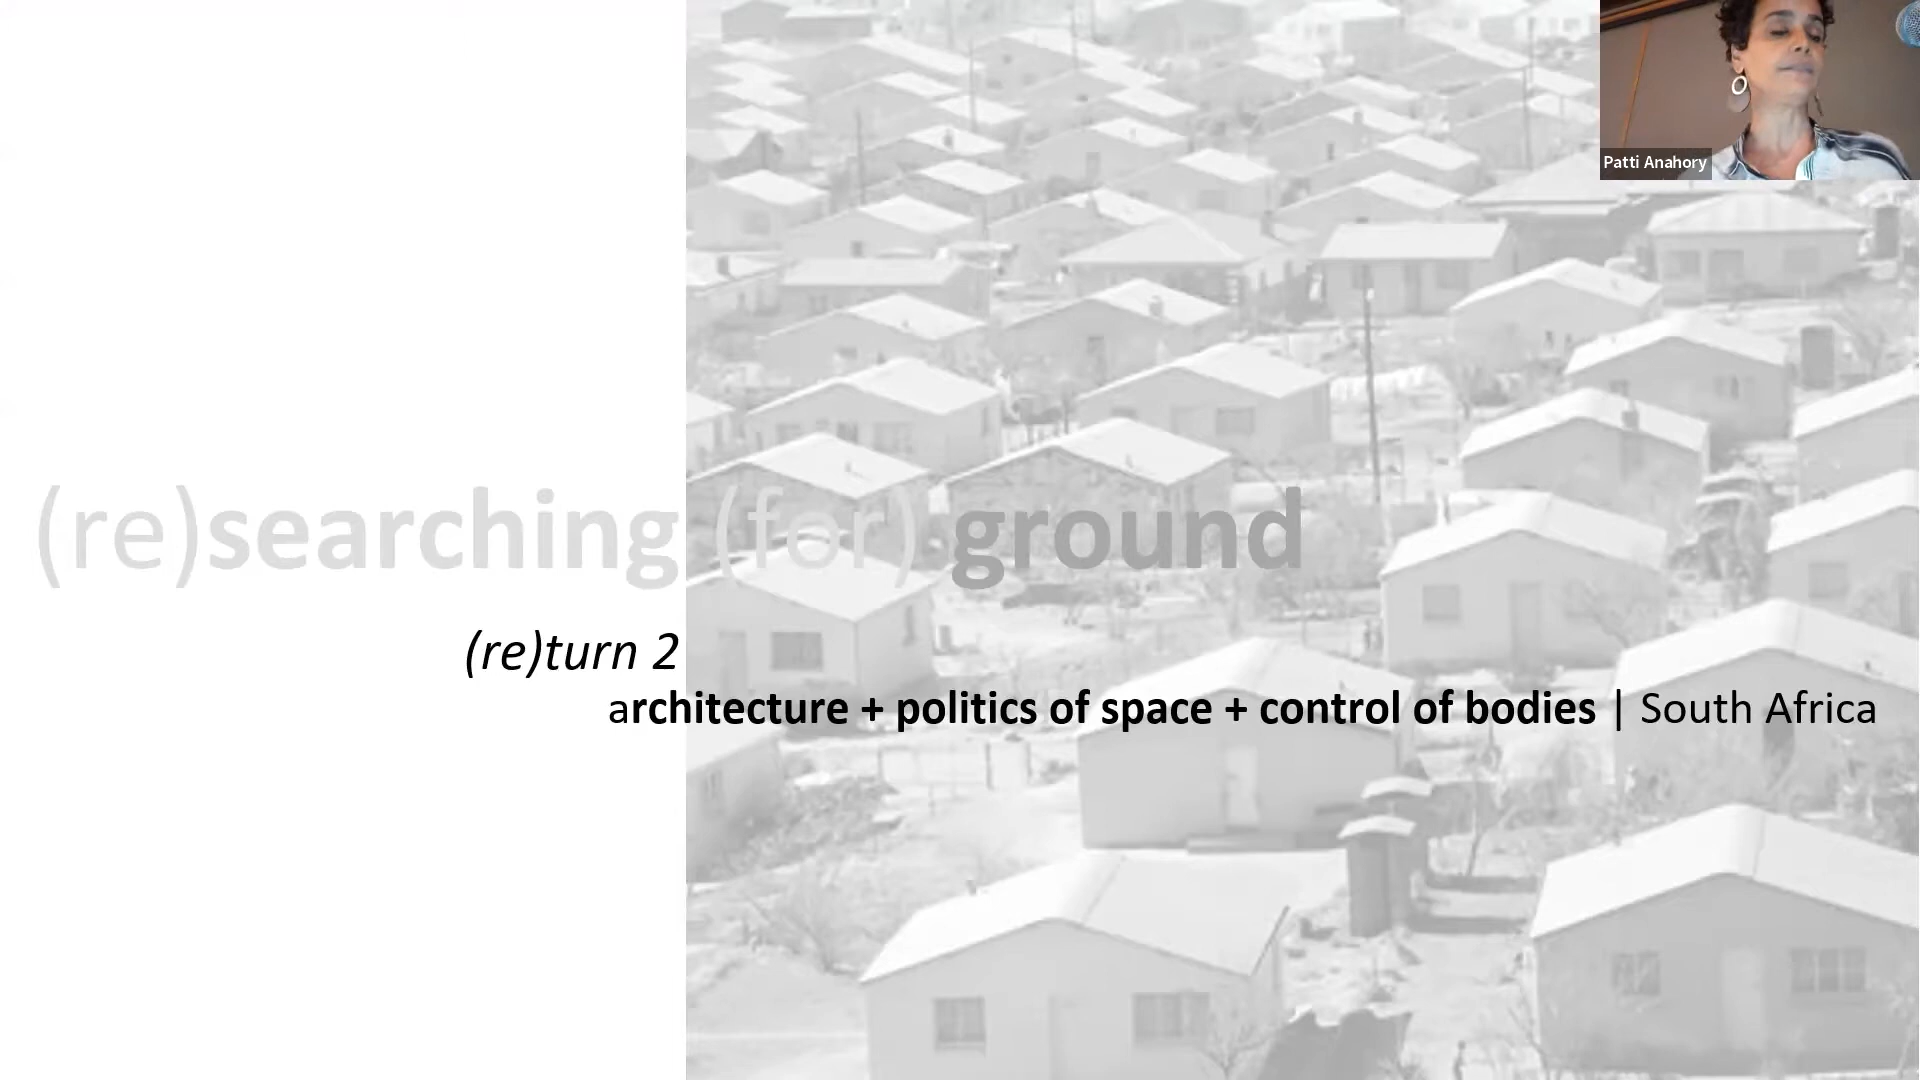 Patti Anahory
(re)searching (for) ground
(re)turn 2
architecture + politics of space + control of bodies | South Africa